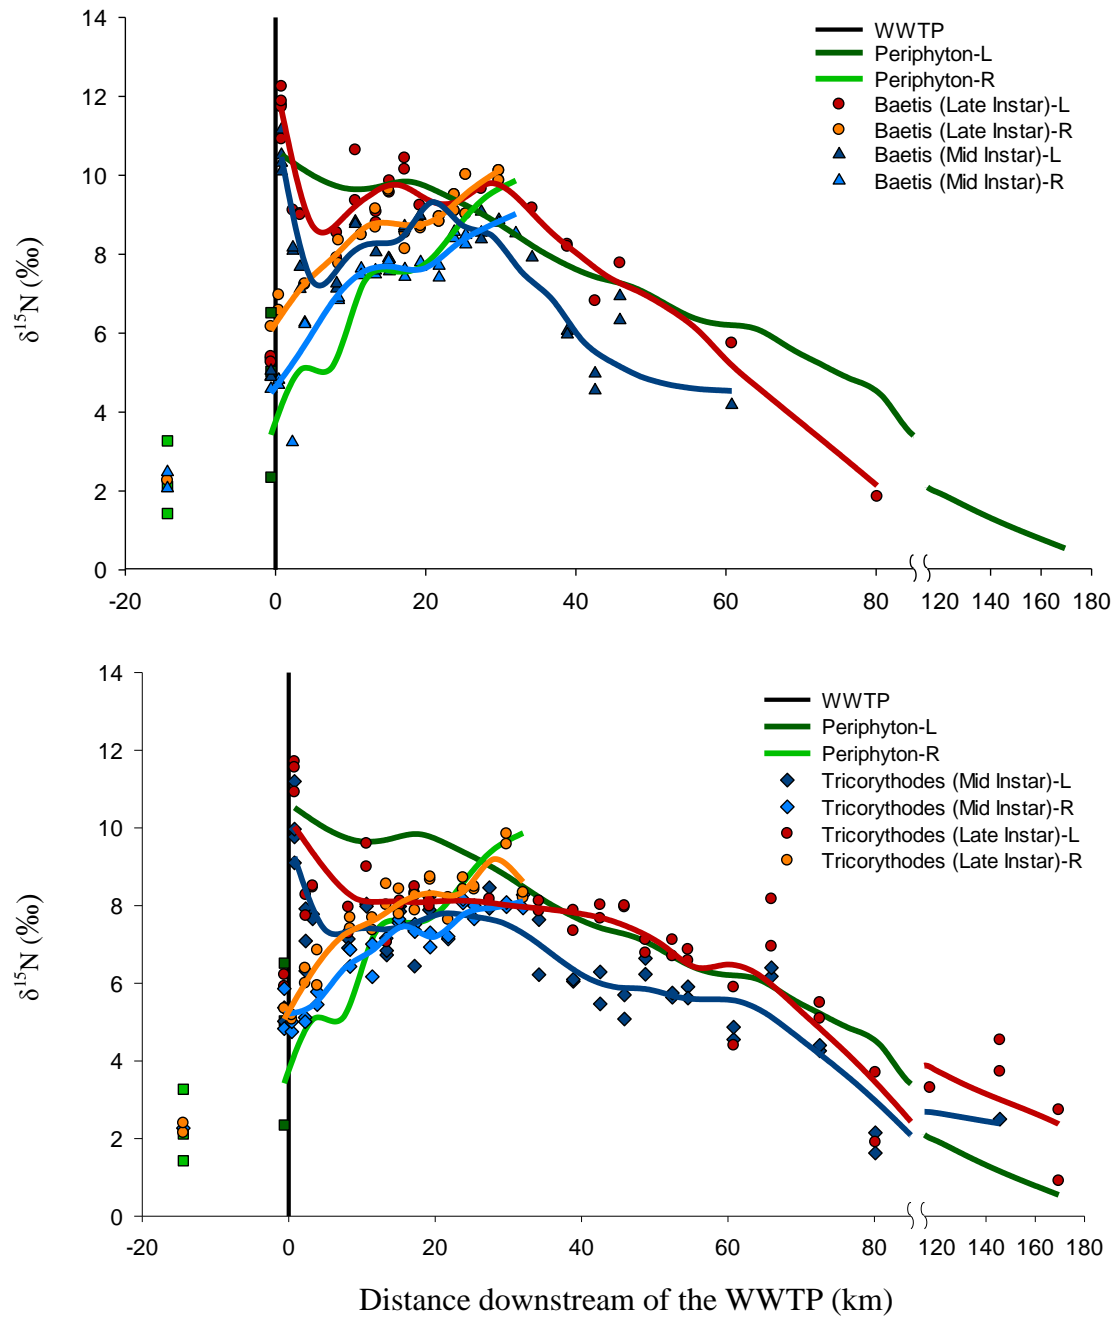 14
12
10
8
6
4
2
0
δ15N (‰)
WWTP
Periphyton-L
Periphyton-R
Baetis (Late Instar)-L
Baetis (Late Instar)-R
Baetis (Mid Instar)-L
Baetis (Mid Instar)-R
-20 0 20 40 60 80 120 140 160 180
14
12
10
8
6
4
2
0
δ15N (‰)
WWTP
Periphyton-L
Periphyton-R
Tricorythodes (Mid Instar)-L
Tricorythodes (Mid Instar)-R
Tricorythodes (Late Instar)-L
Tricorythodes (Late Instar)-R
-20 0 20 40 60 80 120 140 160 180
Distance downstream of the WWTP (km)